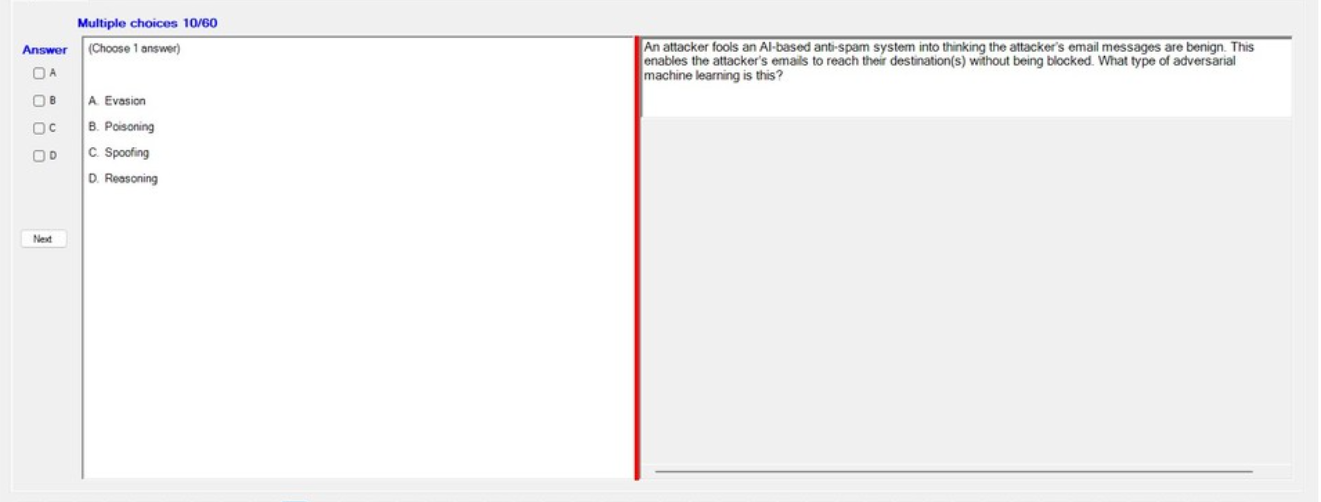 Multiple choices 10/60
Answer
A
B
C
D
Next
(Choose 1 answer)
A. Evasion
B. Poisoning
C. Spoofing
D. Reasoning
An attacker fools an AI-based anti-spam system into thinking the attacker's email messages are benign. This
enables the attacker's emails to reach their destination(s) without being blocked. What type of adversarial
machine learning is this?